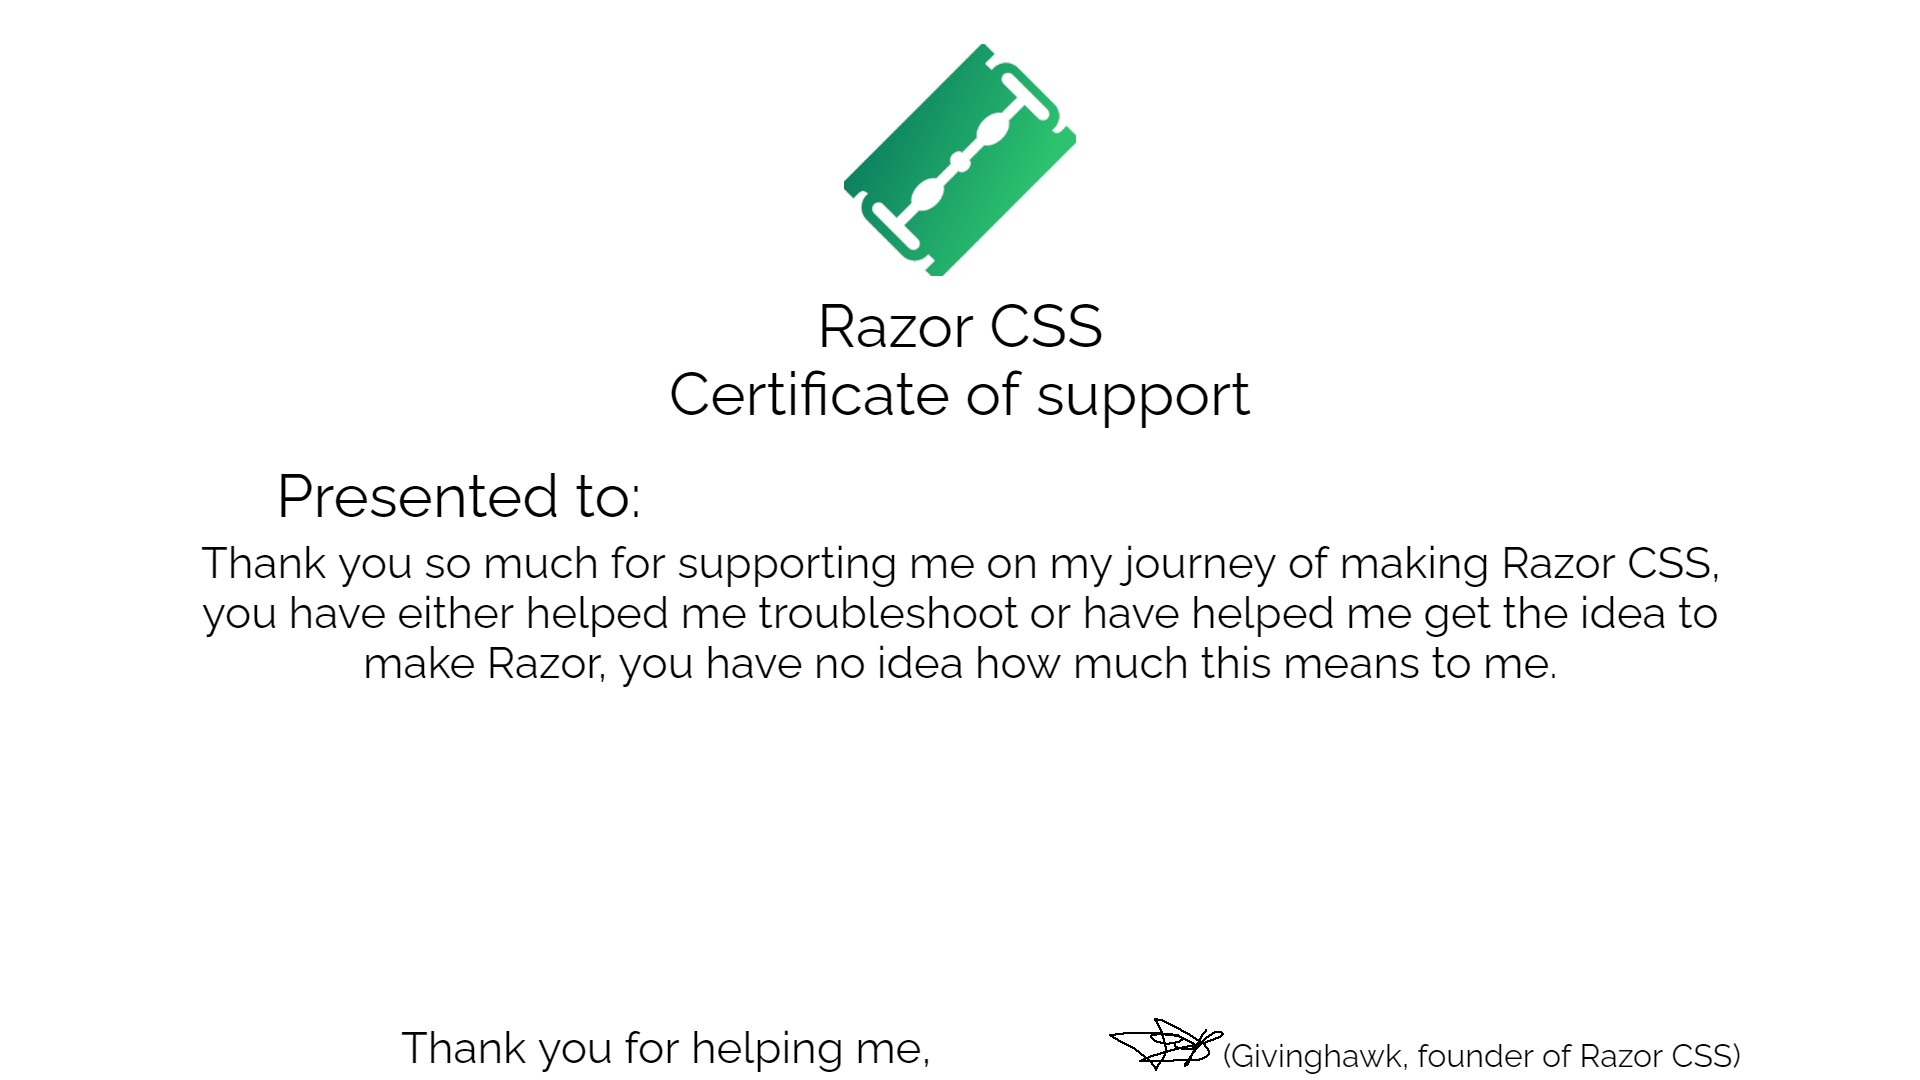 Razor CSS
Certificate of support
Presented to:
Thank you so much for supporting me on my journey of making Razor CSS,
you have either helped me troubleshoot or have helped me get the idea to
make Razor, you have no idea how much this means to me.
Thank you for helping me,
(Givinghawk, founder of Razor CSS)